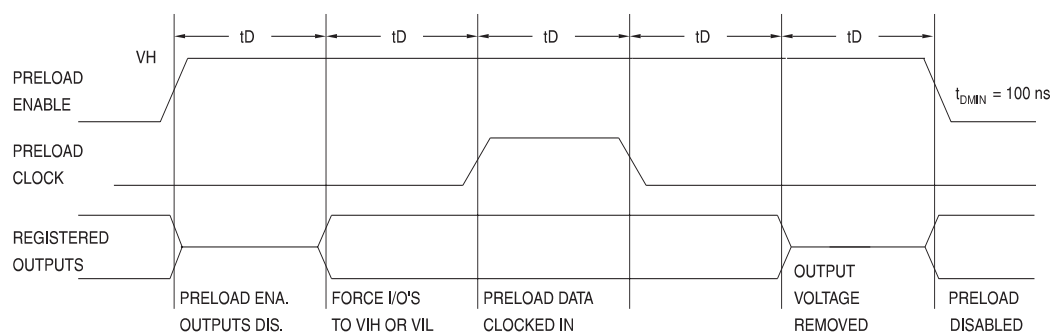 tD tD tD tD tD
VH
PRELOAD
ENABLE
tDMIN = 100 ns
PRELOAD
CLOCK
REGISTERED
OUTPUTS
PRELOAD ENA.
OUTPUTS DIS.
FORCE I/O'S
TO VIH OR VIL
PRELOAD DATA
CLOCKED IN
OUTPUT
VOLTAGE
REMOVED
PRELOAD
DISABLED